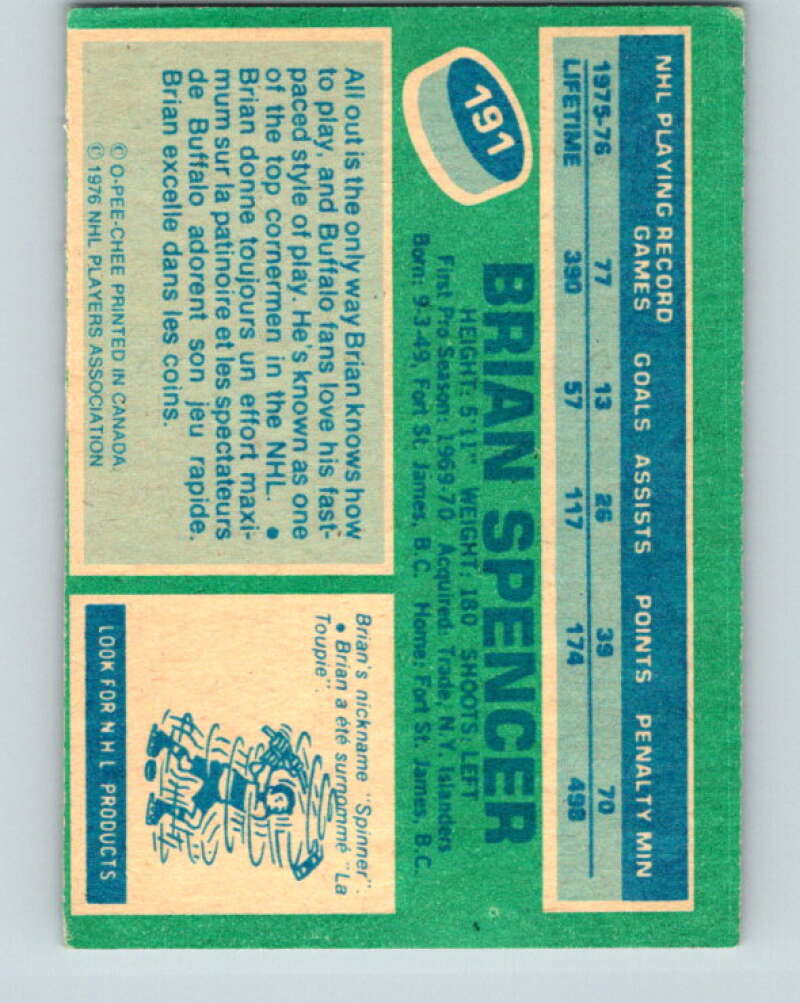 NHL PLAYING RECORD
GAMES GOALS ASSISTS POINTS PENALTY MIN
1975-76 77 13 26 39 70
LIFETIME 390 57 117 174 498
191
BRIAN SPENCER
HEIGHT: 5'11" WEIGHT: 180 SHOOTS: LEFT
First Pro Season: 1969-70 Acquired: Trade, N.Y. Islanders
Born: 9-3-49, Fort St. James, B.C. Home: Fort St. James, B.C.
All out is the only way Brian knows how
to play, and Buffalo fans love his fast-
paced style of play. He's known as one
of the top cornermen in the NHL. •
Brian donne toujours un effort maxi-
mum sur la patinoire et les spectateurs
de Buffalo adorent son jeu rapide.
Brian excelle dans les coins.
© O-PEE-CHEE PRINTED IN CANADA.
© 1976 NHL PLAYERS ASSOCIATION
Brian's nickname "Spinner".
• Brian a été surnommé "La
Toupie".
LOOK FOR NHL PRODUCTS